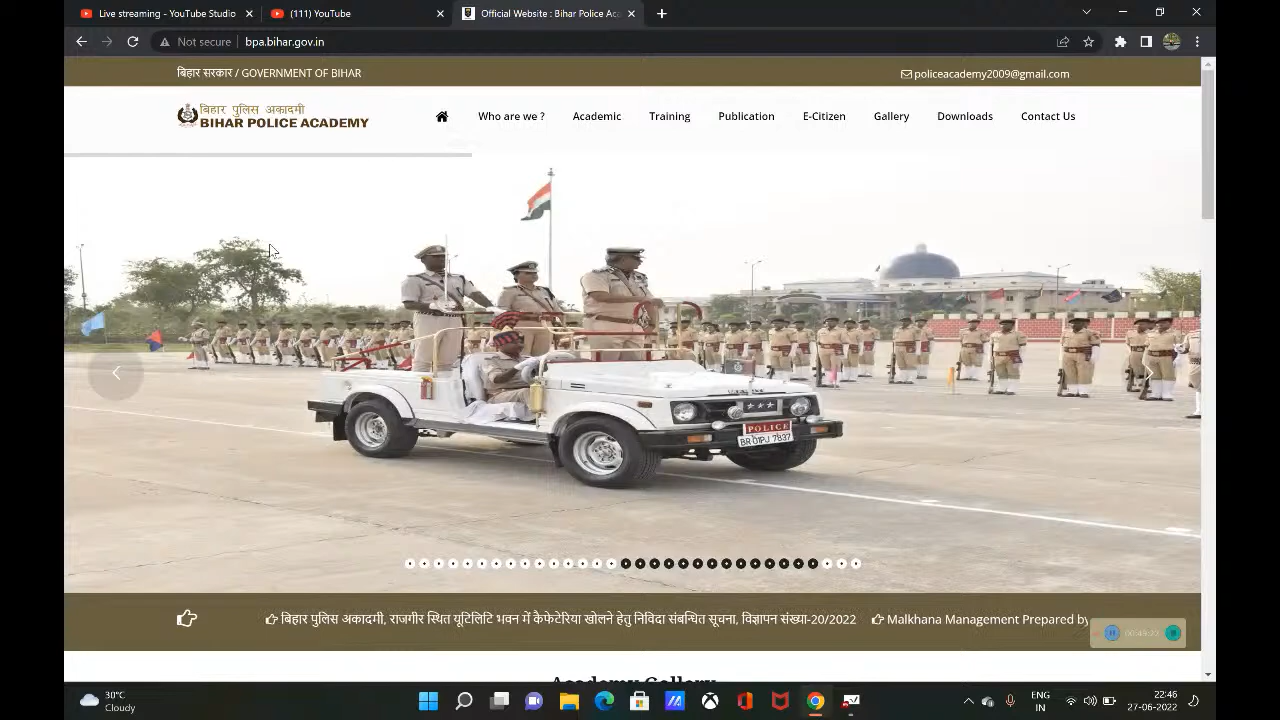 Live streaming - YouTube Studio
(111) YouTube
Official Website : Bihar Police Aca
Not secure
bpa.bihar.gov.in
बिहार सरकार / GOVERNMENT OF BIHAR
policeacademy2009@gmail.com
बिहार पुलिस अकादमी
BIHAR POLICE ACADEMY
Who are we ?
Academic
Training
Publication
E-Citizen
Gallery
Downloads
Contact Us
POLICE
BR 01PJ 7837
बिहार पुलिस अकादमी, राजगीर स्थित यूटिलिटि भवन में कैफेटेरिया खोलने हेतु निविदा संबन्धित सूचना, विज्ञापन संख्या-20/2022
Malkhana Management Prepared by
Academy Gallery
30°C
Cloudy
ENG
IN
22:46
27-06-2022